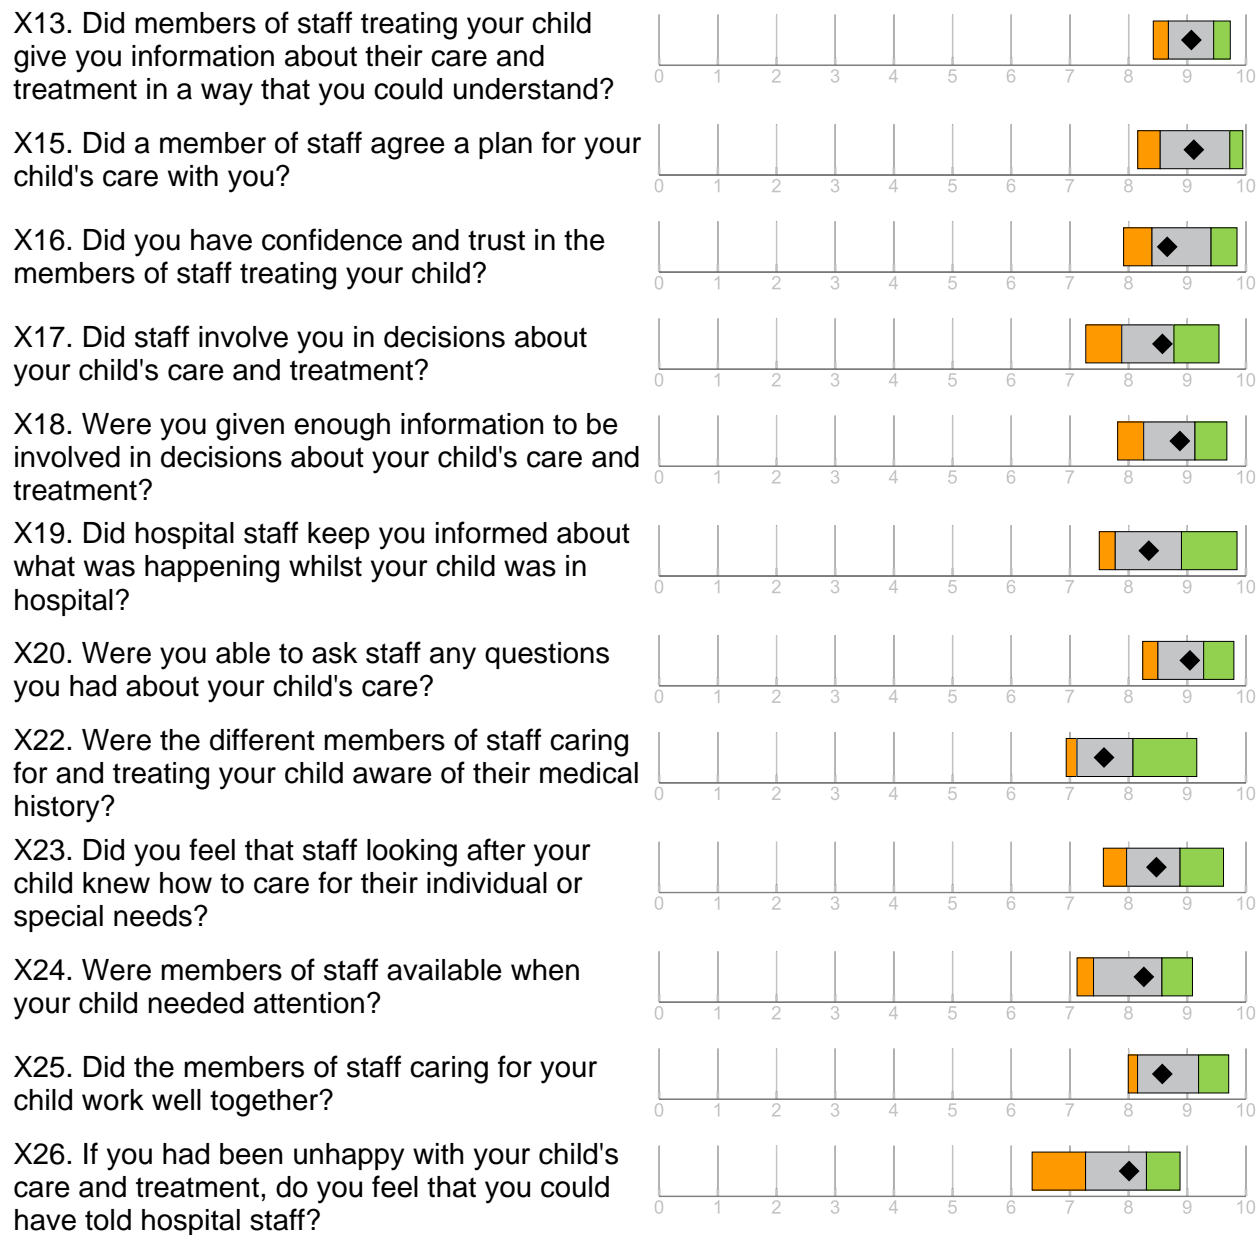 X13. Did members of staff treating your child
give you information about their care and
treatment in a way that you could understand?
0 1 2 3 4 5 6 7 8 9 10
X15. Did a member of staff agree a plan for your
child's care with you?
0 1 2 3 4 5 6 7 8 9 10
X16. Did you have confidence and trust in the
members of staff treating your child?
0 1 2 3 4 5 6 7 8 9 10
X17. Did staff involve you in decisions about
your child's care and treatment?
0 1 2 3 4 5 6 7 8 9 10
X18. Were you given enough information to be
involved in decisions about your child's care and
treatment?
0 1 2 3 4 5 6 7 8 9 10
X19. Did hospital staff keep you informed about
what was happening whilst your child was in
hospital?
0 1 2 3 4 5 6 7 8 9 10
X20. Were you able to ask staff any questions
you had about your child's care?
0 1 2 3 4 5 6 7 8 9 10
X22. Were the different members of staff caring
for and treating your child aware of their medical
history?
0 1 2 3 4 5 6 7 8 9 10
X23. Did you feel that staff looking after your
child knew how to care for their individual or
special needs?
0 1 2 3 4 5 6 7 8 9 10
X24. Were members of staff available when
your child needed attention?
0 1 2 3 4 5 6 7 8 9 10
X25. Did the members of staff caring for your
child work well together?
0 1 2 3 4 5 6 7 8 9 10
X26. If you had been unhappy with your child's
care and treatment, do you feel that you could
have told hospital staff?
0 1 2 3 4 5 6 7 8 9 10